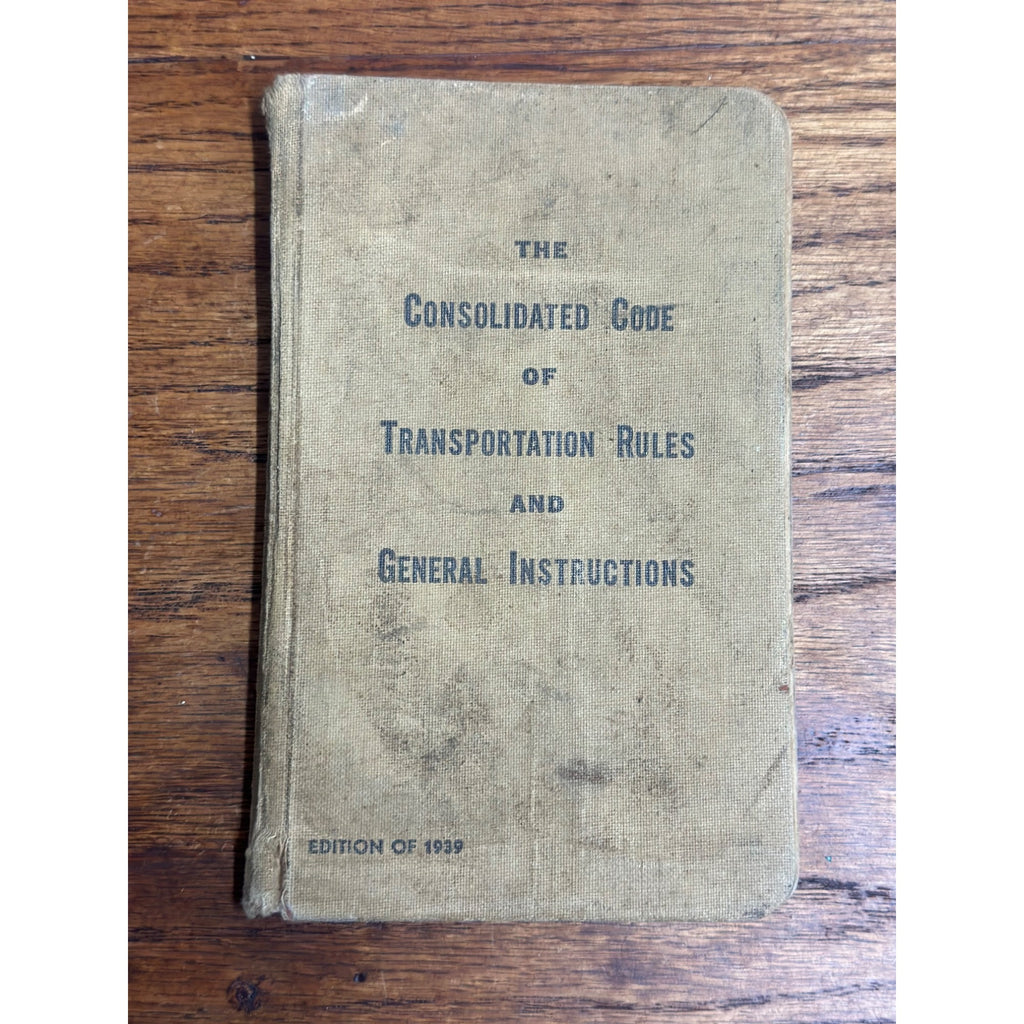 THE
CONSOLIDATED CODE
OF
TRANSPORTATION RULES
AND
GENERAL INSTRUCTIONS
EDITION OF 1939